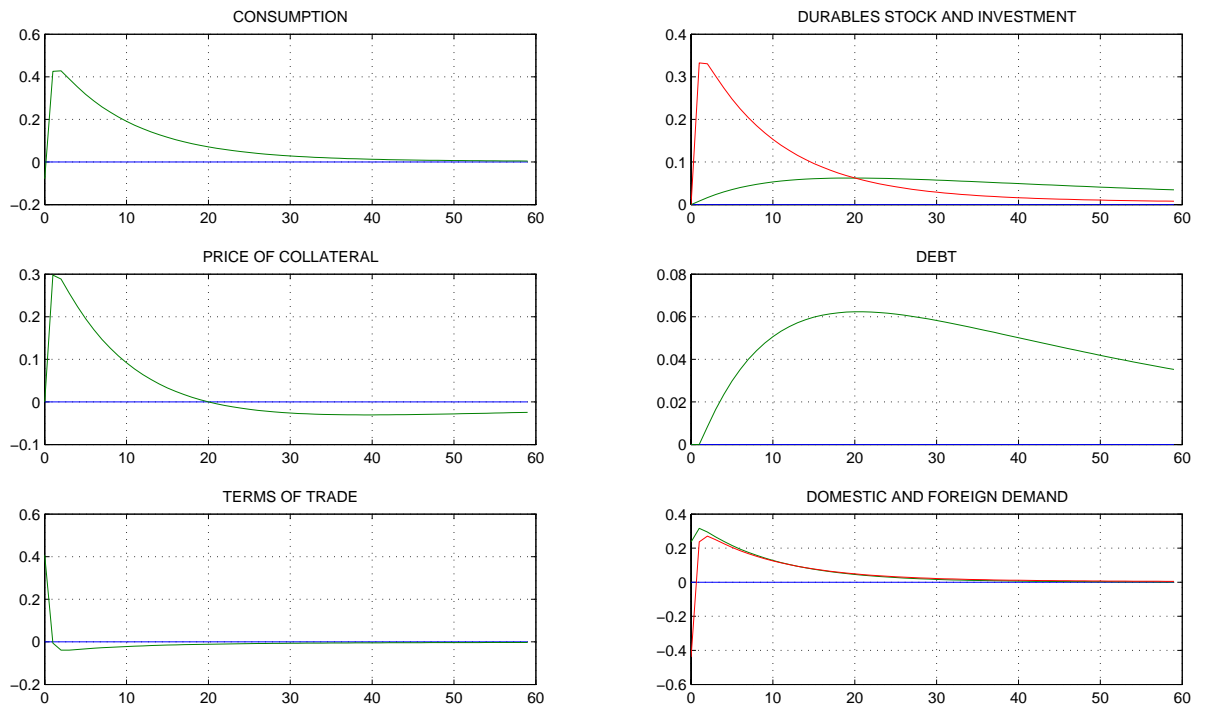 CONSUMPTION
0.6
0.4
0.2
0
−0.2
0 10 20 30 40 50 60
DURABLES STOCK AND INVESTMENT
0.4
0.3
0.2
0.1
0
0 10 20 30 40 50 60
PRICE OF COLLATERAL
0.3
0.2
0.1
0
−0.1
0 10 20 30 40 50 60
DEBT
0.08
0.06
0.04
0.02
0
0 10 20 30 40 50 60
TERMS OF TRADE
0.6
0.4
0.2
0
−0.2
0 10 20 30 40 50 60
DOMESTIC AND FOREIGN DEMAND
0.4
0.2
0
−0.2
−0.4
−0.6
0 10 20 30 40 50 60